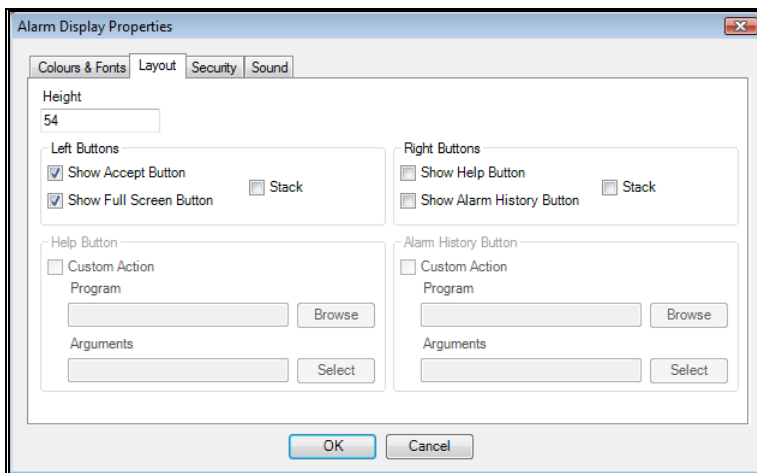 Alarm Display Properties
Colours & Fonts Layout Security Sound
Height
54
Left Buttons
Show Accept Button
Show Full Screen Button
Stack
Right Buttons
Show Help Button
Show Alarm History Button
Stack
Help Button
Custom Action
Program
Browse
Arguments
Select
Alarm History Button
Custom Action
Program
Browse
Arguments
Select
OK Cancel